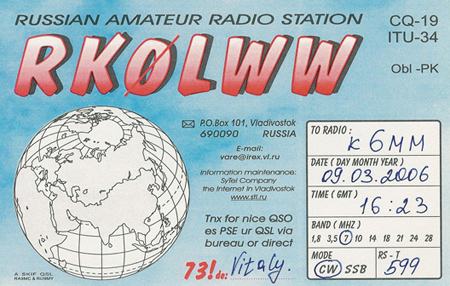 RUSSIAN AMATEUR RADIO STATION
CQ-19
ITU-34
RKØLWW
Obl -PK
P.O.Box 101, Vladivostok
690090 RUSSIA
E-mail:
vare@irex.vl.ru
Information maintenance:
SyTel Company
the Internet in Vladivostok
www.stl.ru
Tnx for nice QSO
es PSE ur QSL via
bureau or direct
73! de: Vitaly.
TO RADIO: K6MM
DATE ( DAY MONTH YEAR )
09.03.2006
TIME ( GMT )
16:23
BAND ( MHZ )
1,8 3,5 7 10 14 18 21 24 28
MODE RS - T
CW SSB 599
A SKIF QSL